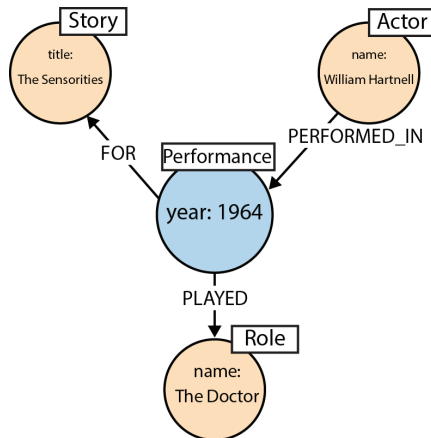 Story
title:
The Sensorities
Actor
name:
William Hartnell
FOR
PERFORMED_IN
Performance
year: 1964
PLAYED
Role
name:
The Doctor